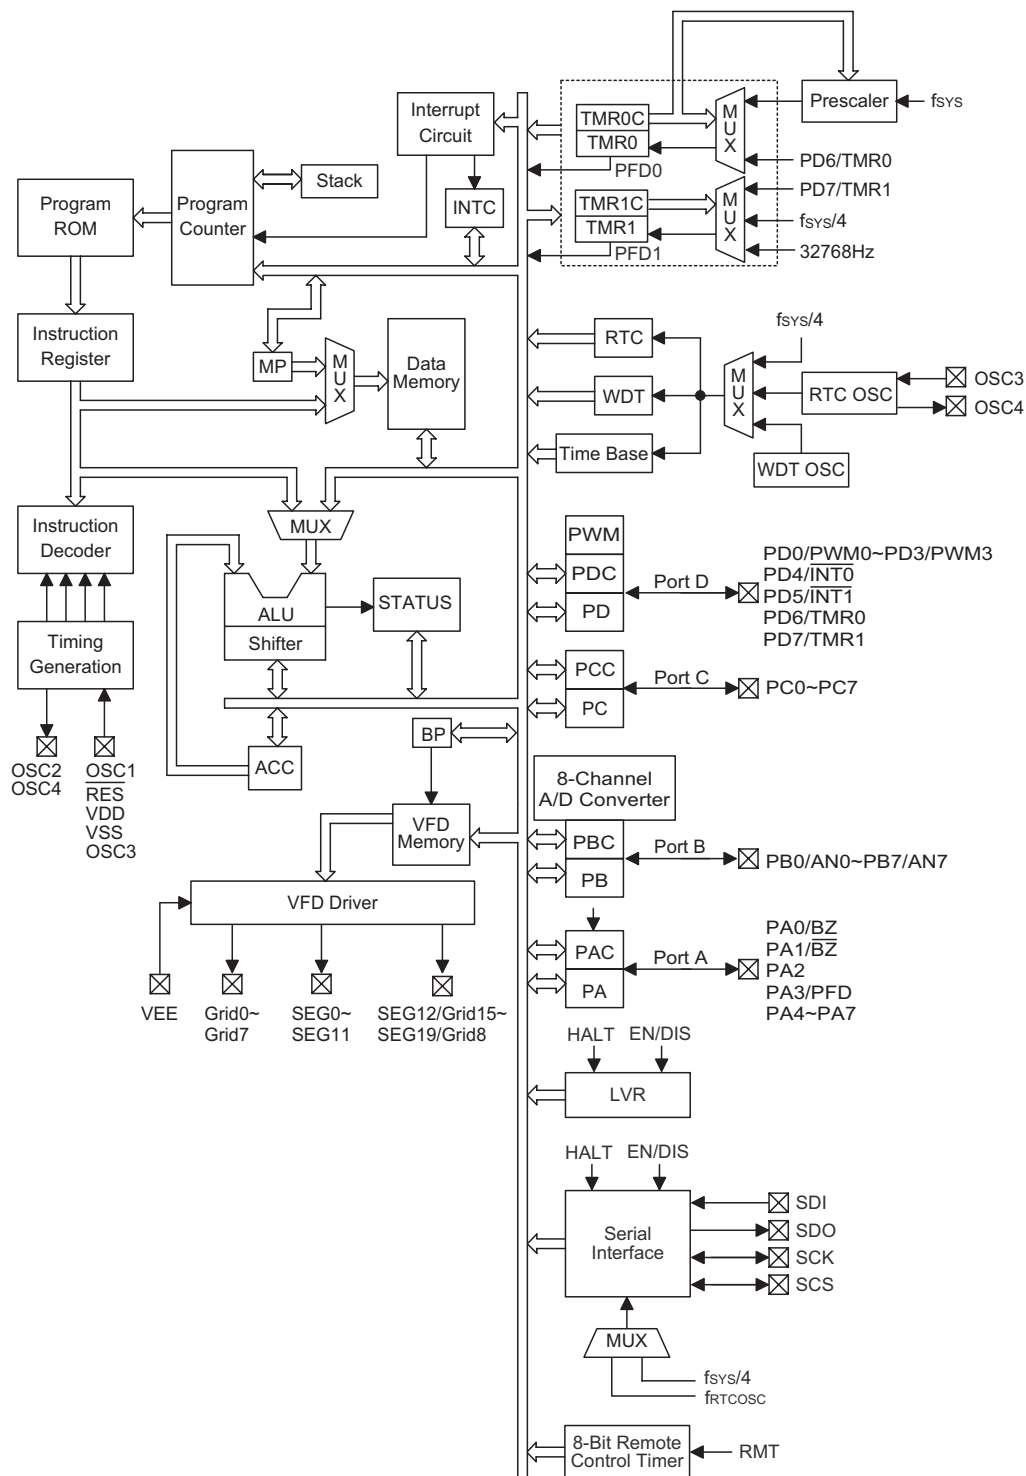 Interrupt
Circuit
TMR0C
TMR0
PFD0
MUX
Prescaler
fSYS
PD6/TMR0
Stack
INTC
Program
ROM
Program
Counter
TMR1C
TMR1
PFD1
MUX
PD7/TMR1
fSYS/4
32768Hz
Instruction
Register
MP
MUX
Data
Memory
RTC
WDT
Time Base
MUX
fSYS/4
RTC OSC
OSC3
OSC4
WDT OSC
Instruction
Decoder
MUX
ALU
Shifter
STATUS
Timing
Generation
PWM
PDC
PD
Port D
PD0/PWM0~PD3/PWM3
PD4/I̅N̅T̅0̅
PD5/I̅N̅T̅1̅
PD6/TMR0
PD7/TMR1
PCC
PC
Port C
PC0~PC7
OSC2
OSC4
OSC1
R̅E̅S̅
VDD
VSS
OSC3
ACC
BP
VFD
Memory
8-Channel
A/D Converter
PBC
PB
Port B
PB0/AN0~PB7/AN7
VFD Driver
VEE
Grid0~
Grid7
SEG0~
SEG11
SEG12/Grid15~
SEG19/Grid8
PAC
PA
Port A
PA0/BZ
PA1/B̅Z̅
PA2
PA3/PFD
PA4~PA7
HALT
EN/DIS
LVR
HALT
EN/DIS
Serial
Interface
SDI
SDO
SCK
SCS
MUX
fSYS/4
fRTCOSC
8-Bit Remote
Control Timer
RMT